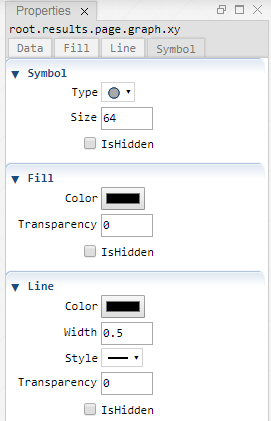 Properties
root.results.page.graph.xy
Data Fill Line Symbol
Symbol
Type
Size 64
IsHidden
Fill
Color
Transparency 0
IsHidden
Line
Color
Width 0.5
Style
Transparency 0
IsHidden